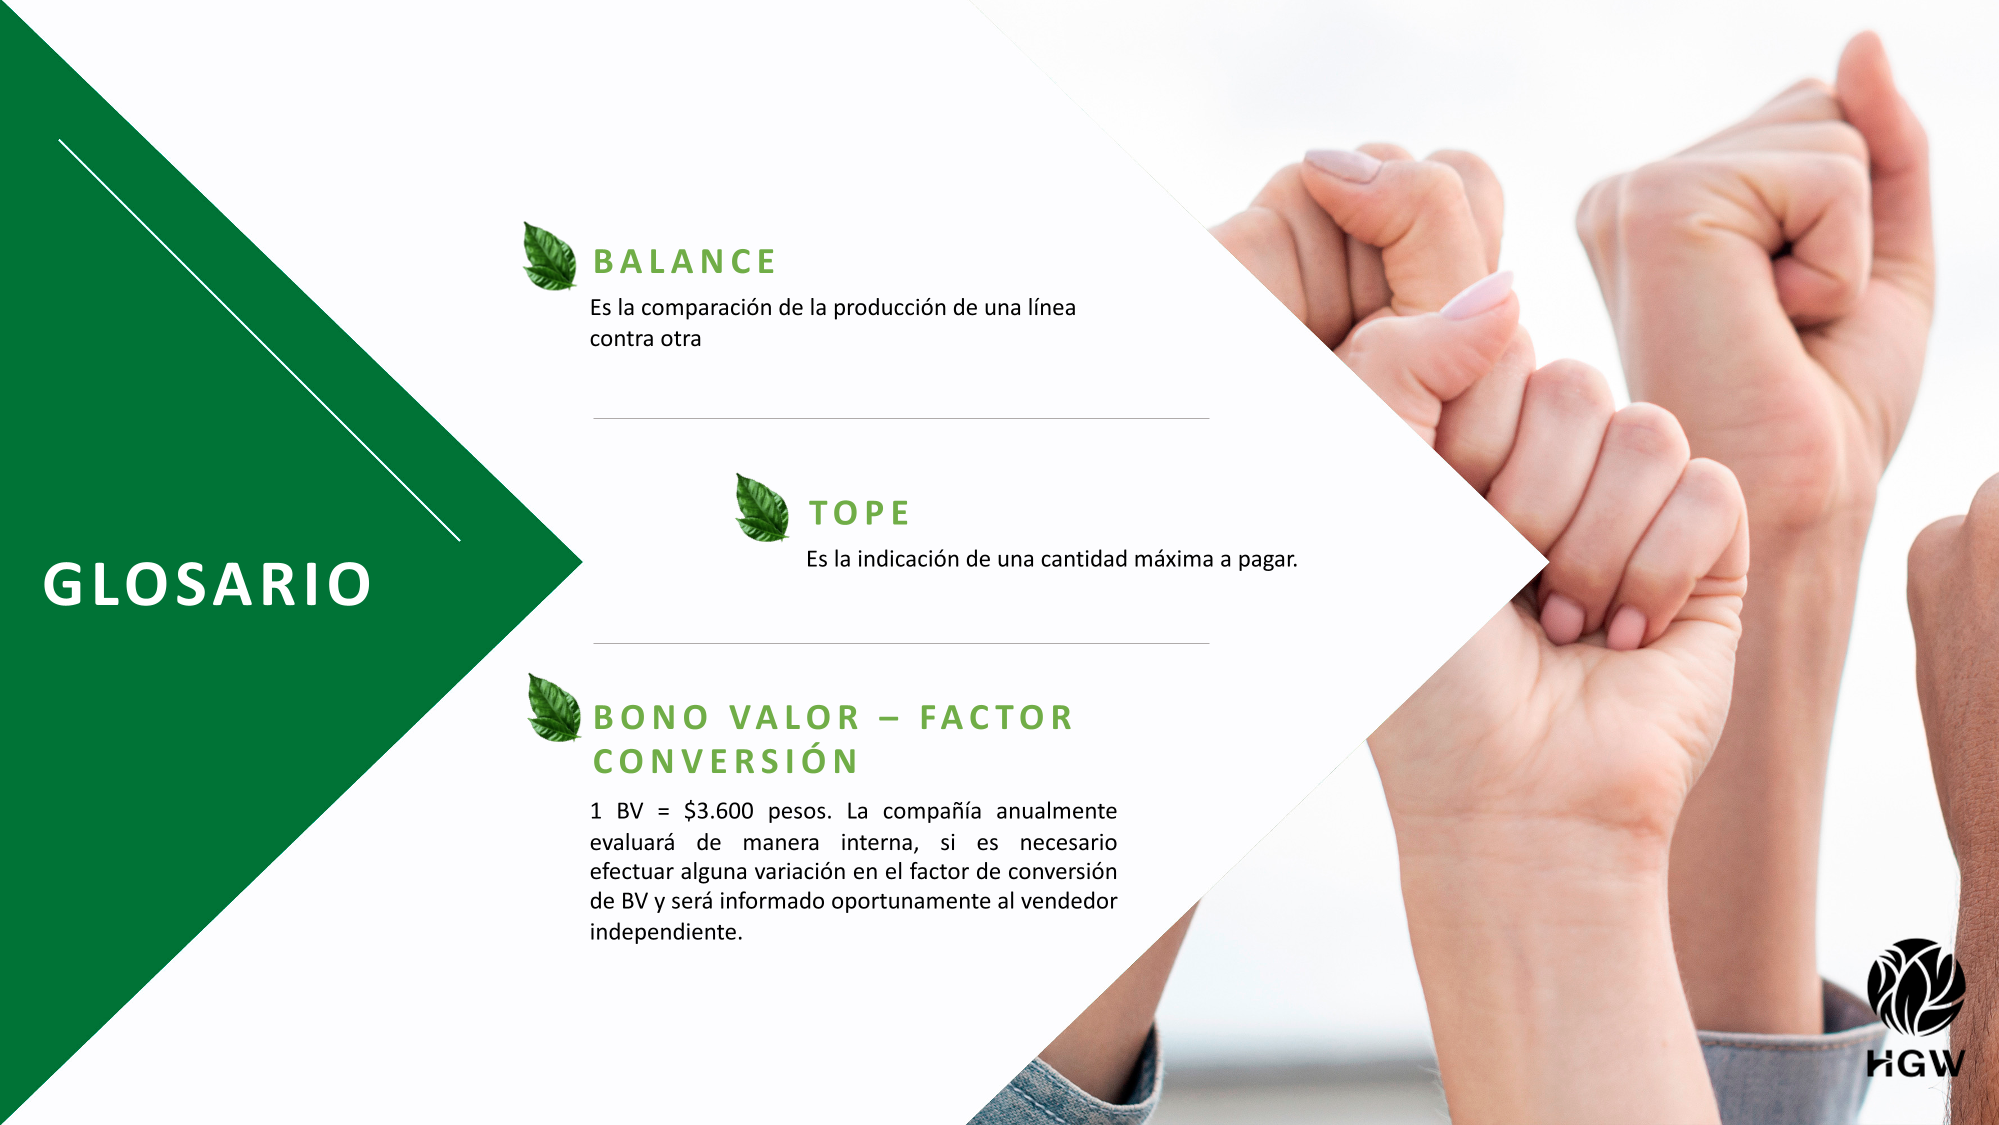 GLOSARIO
BALANCE
Es la comparación de la producción de una línea
contra otra
TOPE
Es la indicación de una cantidad máxima a pagar.
BONO VALOR – FACTOR
CONVERSIÓN
1 BV = $3.600 pesos. La compañía anualmente
evaluará de manera interna, si es necesario
efectuar alguna variación en el factor de conversión
de BV y será informado oportunamente al vendedor
independiente.
HGW